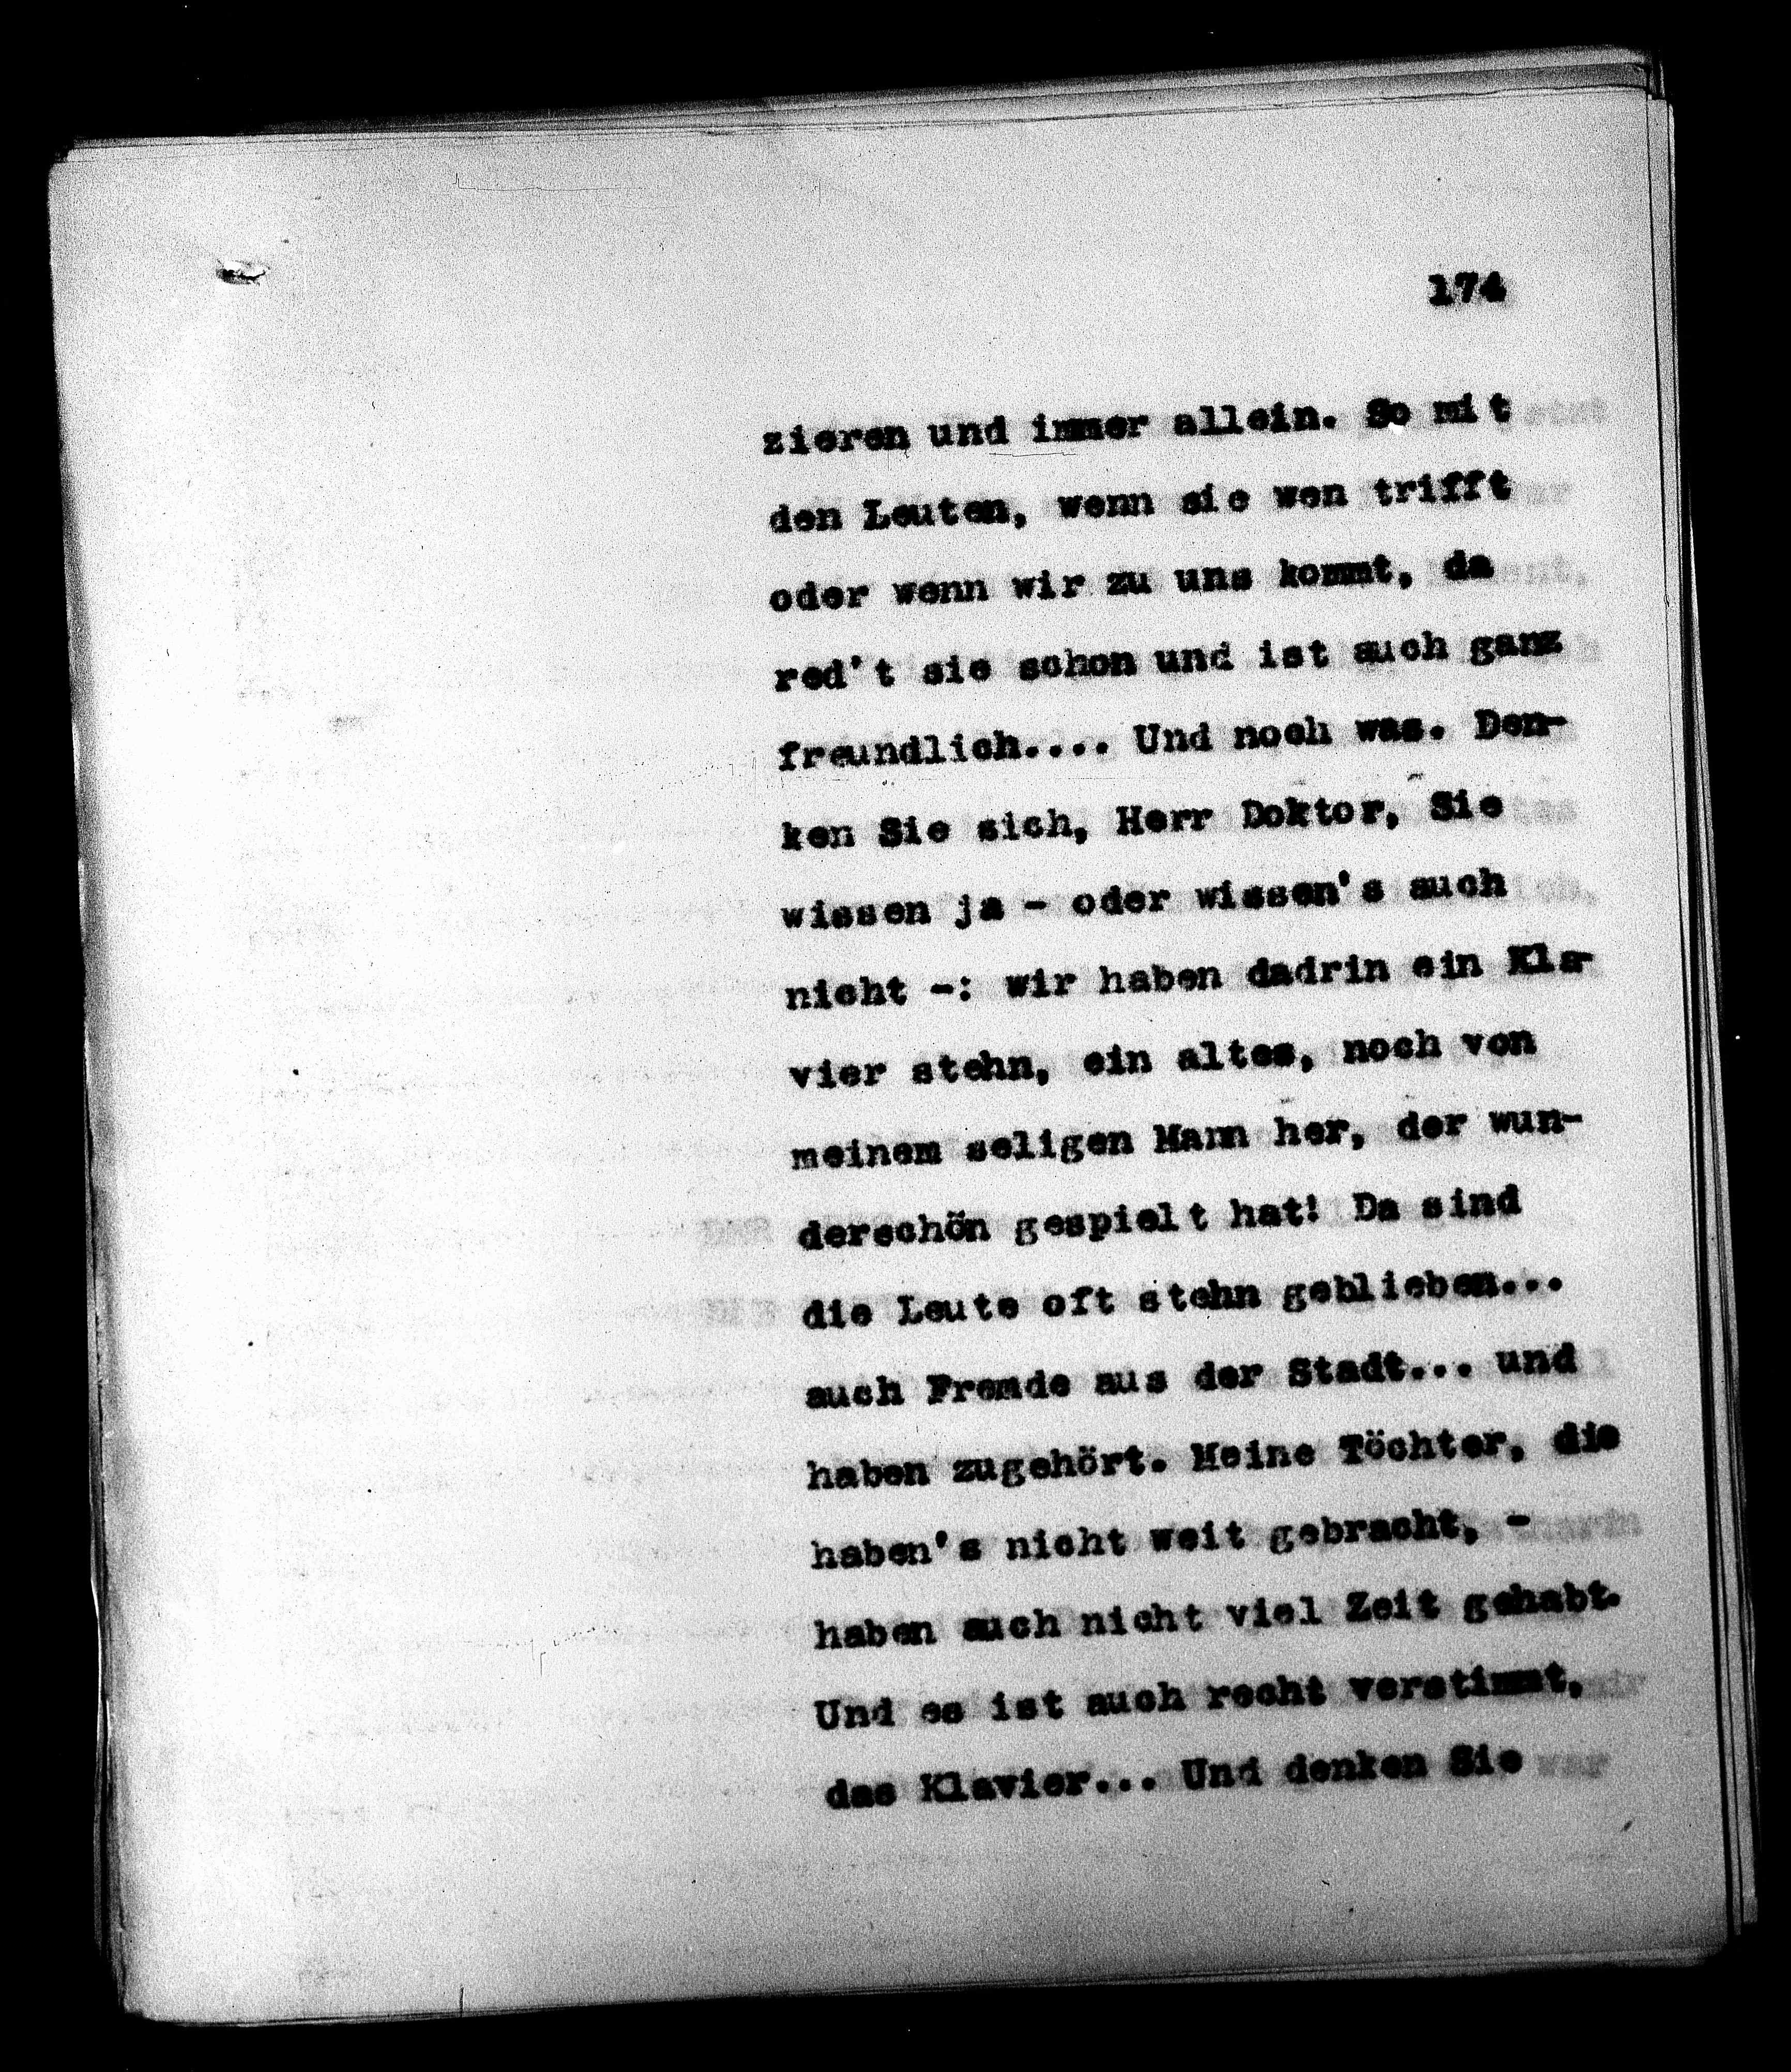 174
zieren und immer allein. So mit
den Leuten, wenn sie wen trifft
oder wenn wir zu uns kommt, da
red't sie schon und ist auch ganz
freundlich.... Und noch was. Den-
ken Sie sich, Herr Doktor, Sie
wissen ja - oder wissen's auch
nicht -: wir haben dadrin ein Kla-
vier stehn, ein altes, noch von
meinem seligen Mann her, der wun-
derschön gespielt hat! Da sind
die Leute oft stehn geblieben...
auch Fremde aus der Stadt... und
haben zugehört. Meine Töchter, die
haben's nicht weit gebracht, -
haben auch nicht viel Zeit gehabt.
Und es ist auch recht verstimmt,
das Klavier... Und denken Sie